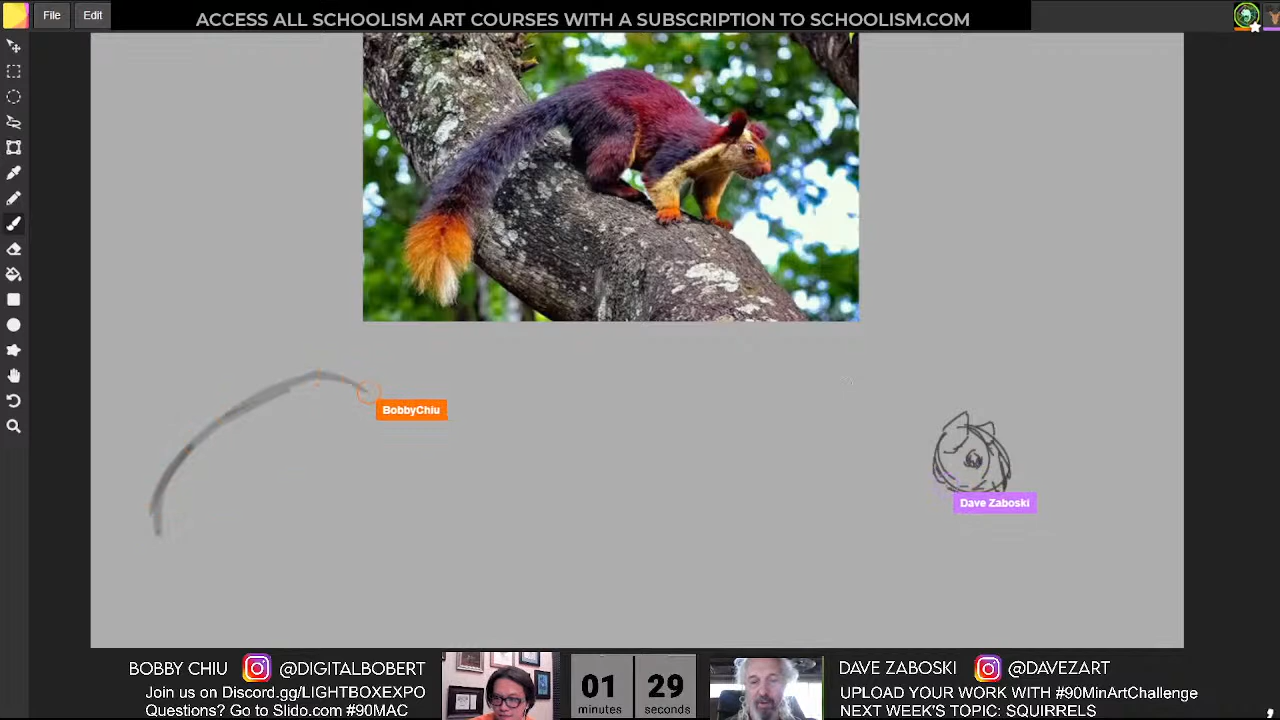 ACCESS ALL SCHOOLISM ART COURSES WITH A SUBSCRIPTION TO SCHOOLISM.COM
File Edit
BobbyChiu
Dave Zaboski
BOBBY CHIU @DIGITALBOBERT
Join us on Discord.gg/LIGHTBOXEXPO
Questions? Go to Slido.com #90MAC
01 29
minutes seconds
DAVE ZABOSKI @DAVEZART
UPLOAD YOUR WORK WITH #90MinArtChallenge
NEXT WEEK'S TOPIC: SQUIRRELS